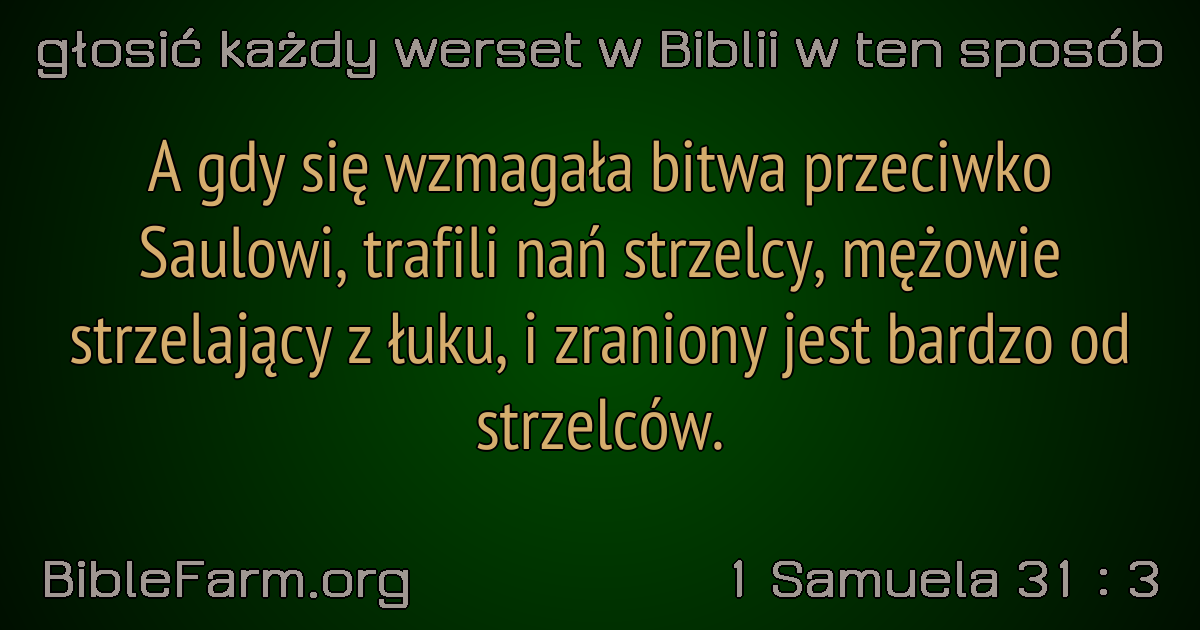 głosić każdy werset w Biblii w ten sposób
A gdy się wzmagała bitwa przeciwko
Saulowi, trafili nań strzelcy, mężowie
strzelający z łuku, i zraniony jest bardzo od
strzelców.
BibleFarm.org
1 Samuela 31 : 3